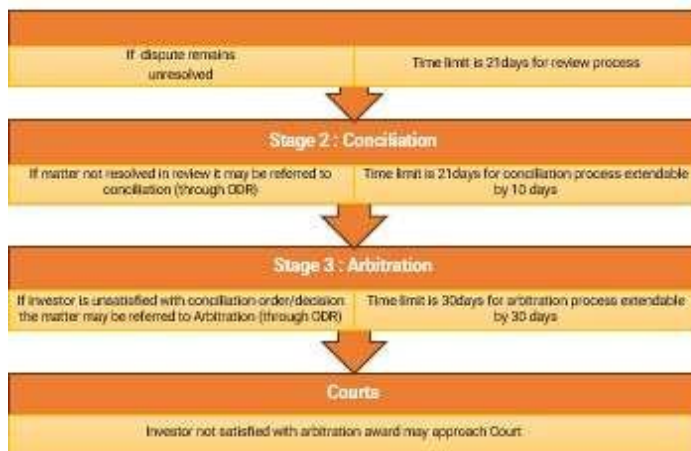 If dispute remains
unresolved
Time limit is 21days for review process
Stage 2 : Conciliation
If matter not resolved in review it may be referred to
conciliation (through ODR)
Time limit is 21days for conciliation process extendable
by 10 days
Stage 3 : Arbitration
If investor is unsatisfied with conciliation order/decision
the matter may be referred to Arbitration (through ODR)
Time limit is 30days for arbitration process extendable
by 30 days
Courts
Investor not satisfied with arbitration award may approach Court